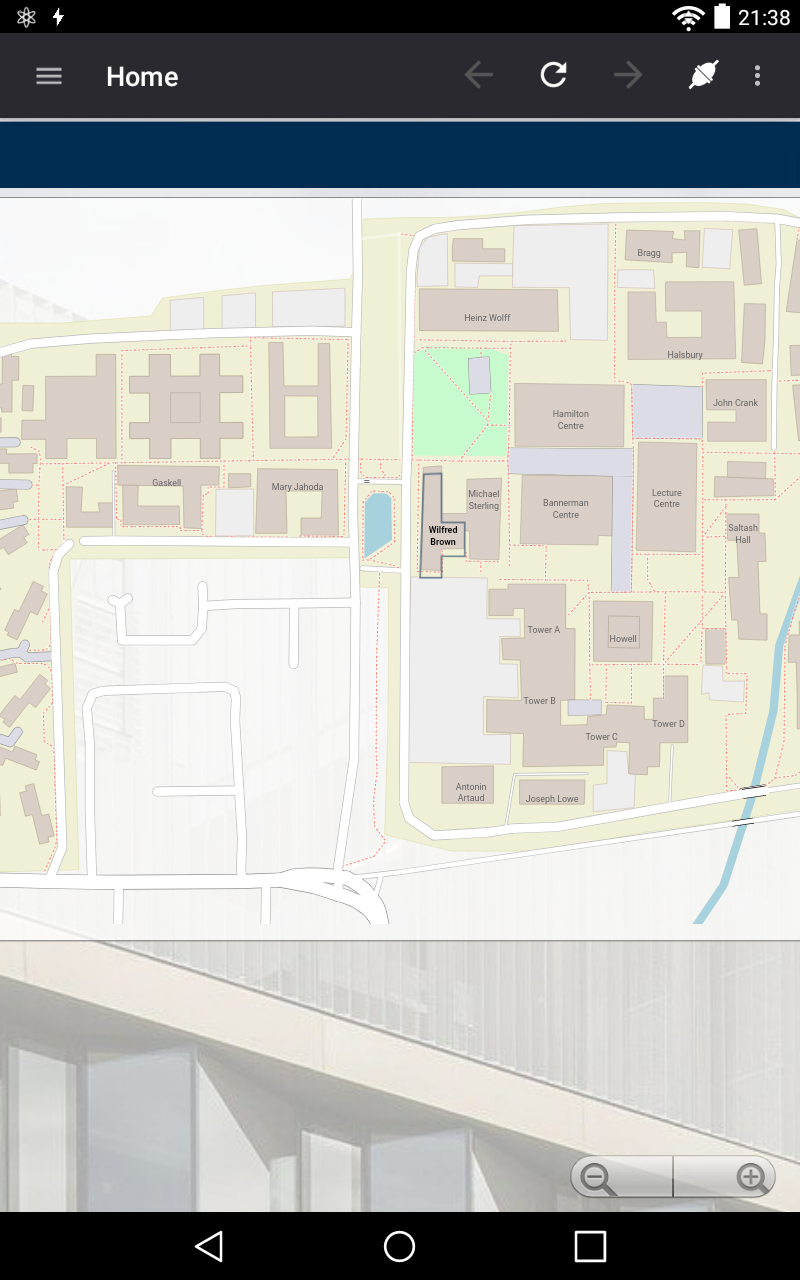 21:38
Home
Bragg
Heinz Wolff
Halsbury
John Crank
Hamilton
Centre
Gaskell
Mary Jahoda
Michael
Sterling
Bannerman
Centre
Lecture
Centre
Wilfred
Brown
Saltash
Hall
Tower A
Howell
Tower B
Tower C
Tower D
Antonin
Artaud
Joseph Lowe